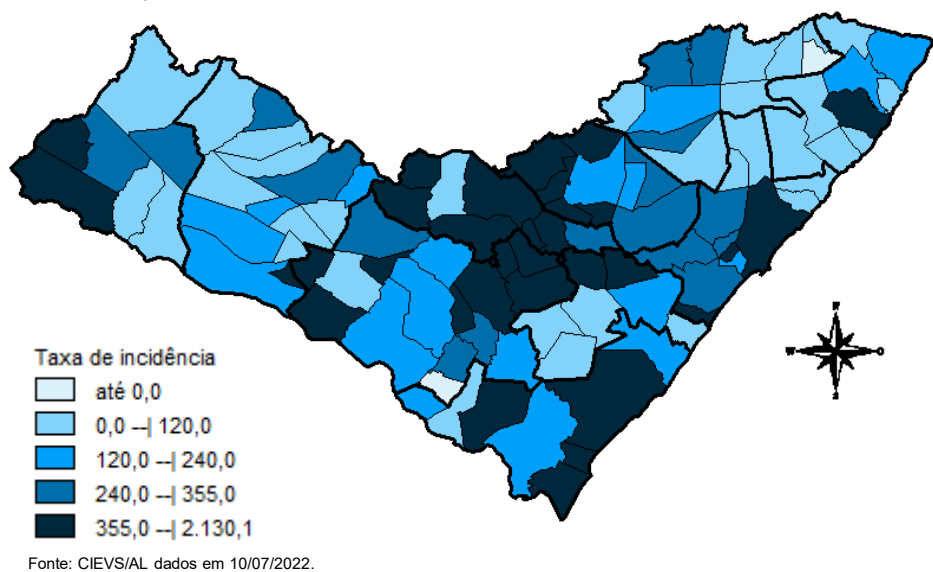 Taxa de incidência
até 0,0
0,0 --| 120,0
120,0 --| 240,0
240,0 --| 355,0
355,0 --| 2.130,1
Fonte: CIEVS/AL dados em 10/07/2022.